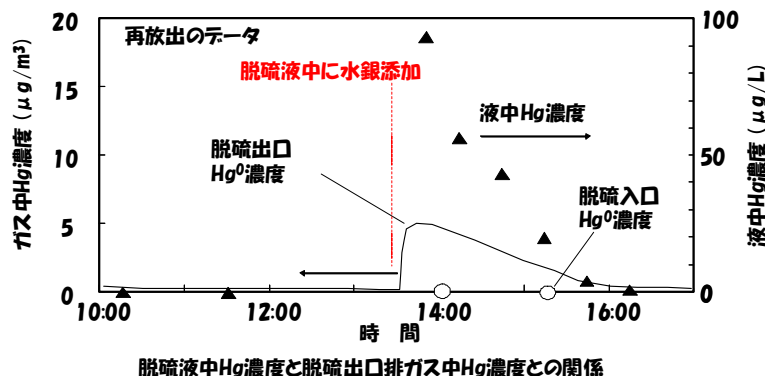 再放出のデータ
脱硫液中に水銀添加
液中Hg濃度
脱硫出口
Hg⁰濃度
脱硫入口
Hg⁰濃度
ガス中Hg濃度(μg/m³)
20
15
10
5
0
液中Hg濃度(μg/L)
100
50
0
10:00
12:00
14:00
16:00
時 間
脱硫液中Hg濃度と脱硫出口排ガス中Hg濃度との関係